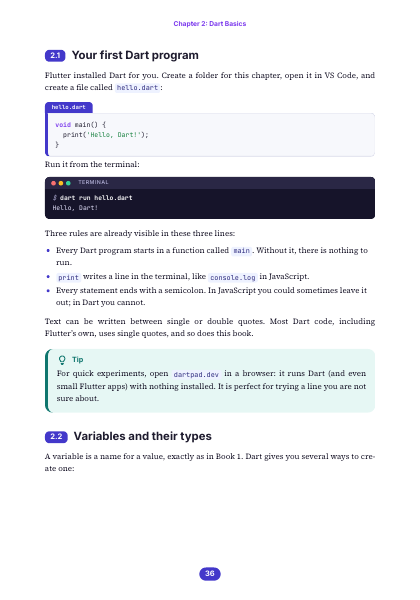 Chapter 2: Dart Basics
2.1 Your first Dart program
Flutter installed Dart for you. Create a folder for this chapter, open it in VS Code, and
create a file called hello.dart :
hello.dart
void main() {
print('Hello, Dart!');
}
Run it from the terminal:
TERMINAL
$ dart run hello.dart
Hello, Dart!
Three rules are already visible in these three lines:
• Every Dart program starts in a function called main . Without it, there is nothing to
run.
• print writes a line in the terminal, like console.log in JavaScript.
• Every statement ends with a semicolon. In JavaScript you could sometimes leave it
out; in Dart you cannot.
Text can be written between single or double quotes. Most Dart code, including
Flutter's own, uses single quotes, and so does this book.
Tip
For quick experiments, open dartpad.dev in a browser: it runs Dart (and even
small Flutter apps) with nothing installed. It is perfect for trying a line you are not
sure about.
2.2 Variables and their types
A variable is a name for a value, exactly as in Book 1. Dart gives you several ways to cre-
ate one:
36